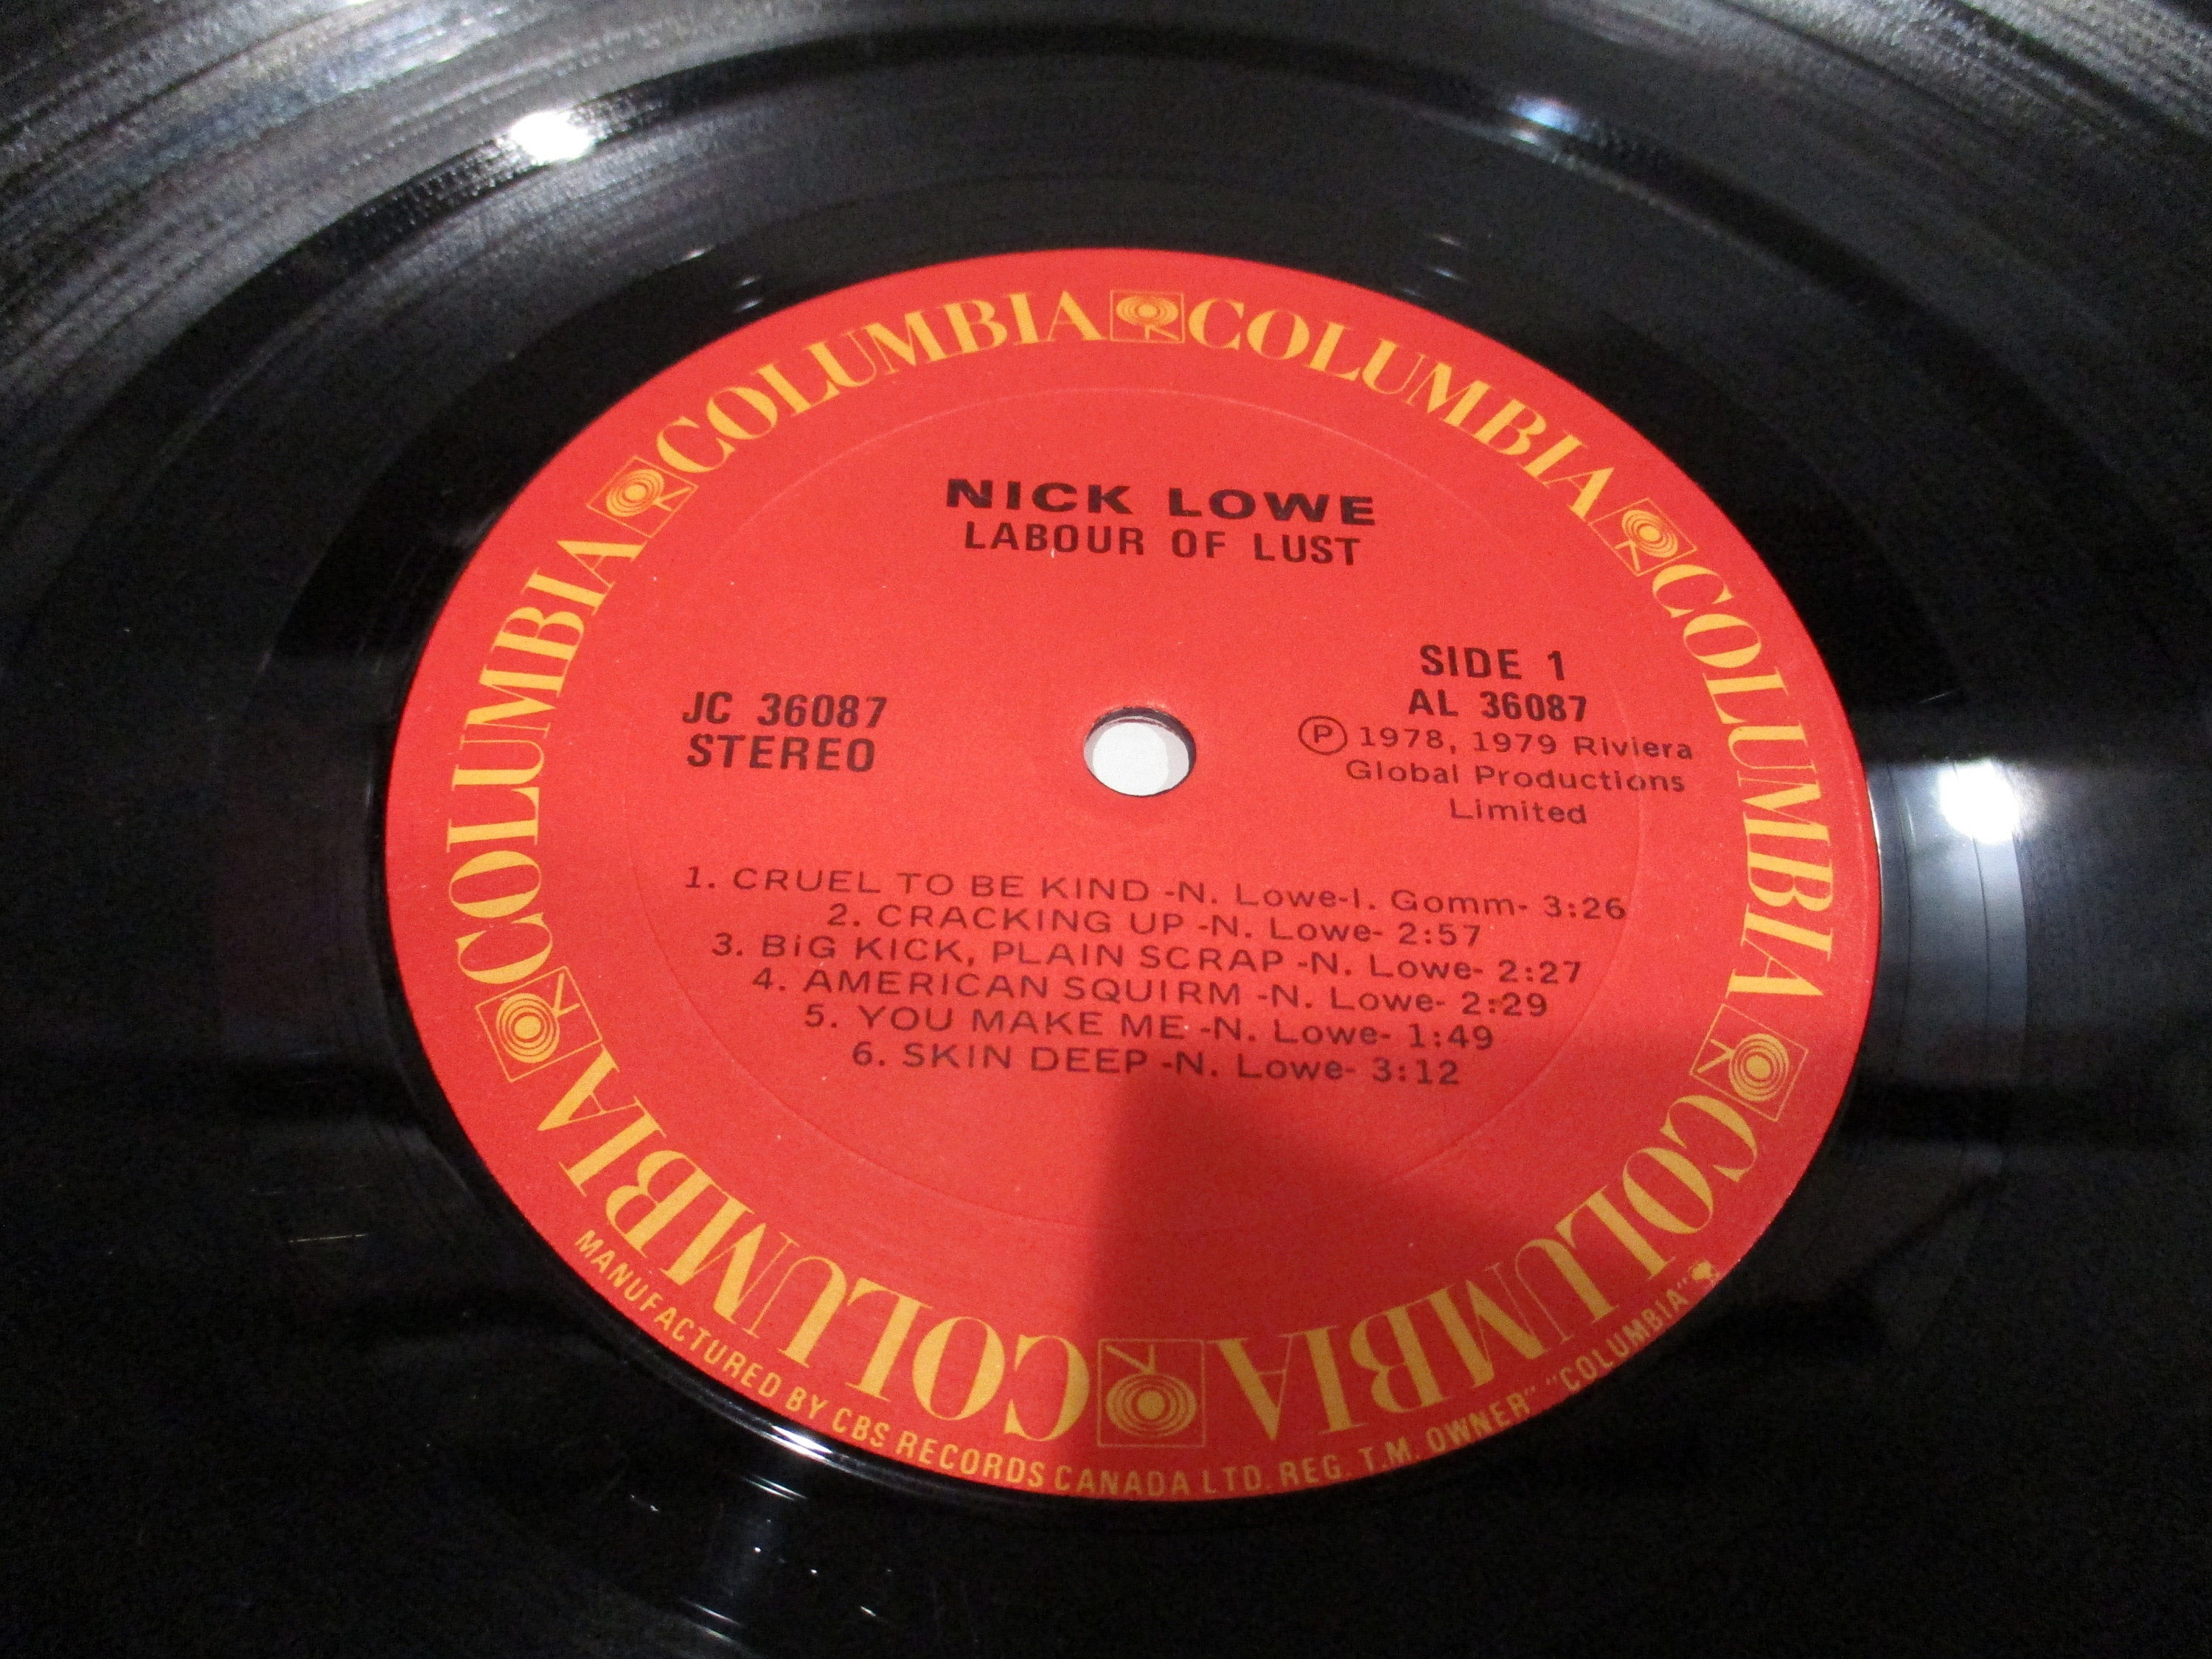 COLUMBIA COLUMBIA COLUMBIA COLUMBIA COLUMBIA COLUMBIA
NICK LOWE
LABOUR OF LUST
JC 36087
STEREO
SIDE 1
AL 36087
Ⓟ 1978, 1979 Riviera
Global Productions
Limited
1. CRUEL TO BE KIND -N. Lowe-I. Gomm- 3:26
2. CRACKING UP -N. Lowe- 2:57
3. BiG KICK, PLAIN SCRAP -N. Lowe- 2:27
4. AMERICAN SQUIRM -N. Lowe- 2:29
5. YOU MAKE ME -N. Lowe- 1:49
6. SKIN DEEP -N. Lowe- 3:12
MANUFACTURED BY CBS RECORDS CANADA LTD. REG. T.M. OWNER" "COLUMBIA"